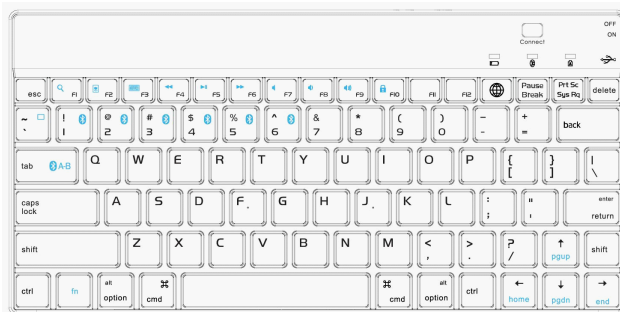 OFF
ON
Connect
esc F1 F2 F3 F4 F5 F6 F7 F8 F9 F10 F11 F12 Pause Break Prt Sc Sys Rq delete
~ ` ! 1 @ 2 # 3 $ 4 % 5 ^ 6 & 7 * 8 ( 9 ) 0 - - + = back
tab A-B Q W E R T Y U I O P { [ } ] | \
caps lock A S D F H J K L : ; " ' enter return
G
shift Z X C V B N M < , > . ? / pgup shift
ctrl fn alt option ⌘ cmd ⌘ cmd alt option ctrl ← home ↓ pgdn → end